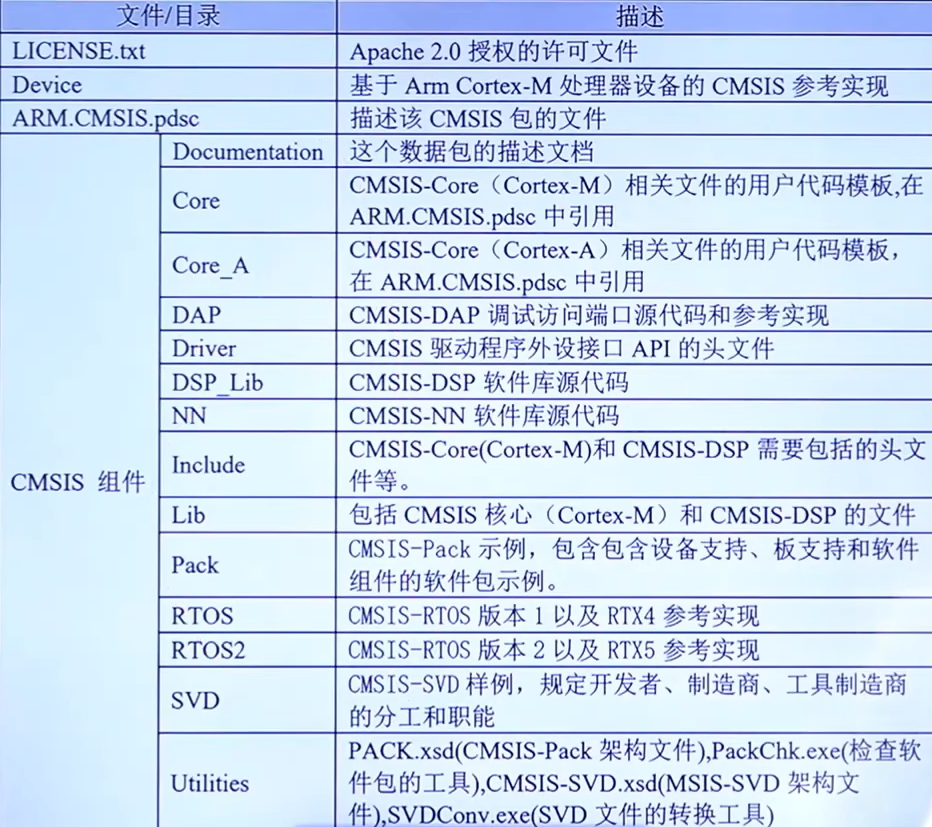 文件/目录 描述
LICENSE.txt Apache 2.0 授权的许可文件
Device 基于 Arm Cortex-M 处理器设备的 CMSIS 参考实现
ARM.CMSIS.pdsc 描述该 CMSIS 包的文件
CMSIS 组件
Documentation 这个数据包的描述文档
Core CMSIS-Core（Cortex-M）相关文件的用户代码模板,在
ARM.CMSIS.pdsc 中引用
Core_A CMSIS-Core（Cortex-A）相关文件的用户代码模板，
在 ARM.CMSIS.pdsc 中引用
DAP CMSIS-DAP 调试访问端口源代码和参考实现
Driver CMSIS 驱动程序外设接口 API 的头文件
DSP_Lib CMSIS-DSP 软件库源代码
NN CMSIS-NN 软件库源代码
Include CMSIS-Core(Cortex-M)和 CMSIS-DSP 需要包括的头文
件等。
Lib 包括 CMSIS 核心（Cortex-M）和 CMSIS-DSP 的文件
Pack CMSIS-Pack 示例，包含包含设备支持、板支持和软件
组件的软件包示例。
RTOS CMSIS-RTOS 版本 1 以及 RTX4 参考实现
RTOS2 CMSIS-RTOS 版本 2 以及 RTX5 参考实现
SVD CMSIS-SVD 样例，规定开发者、制造商、工具制造商
的分工和职能
Utilities PACK.xsd(CMSIS-Pack 架构文件),PackChk.exe(检查软
件包的工具),CMSIS-SVD.xsd(MSIS-SVD 架构文
件),SVDConv.exe(SVD 文件的转换工具)